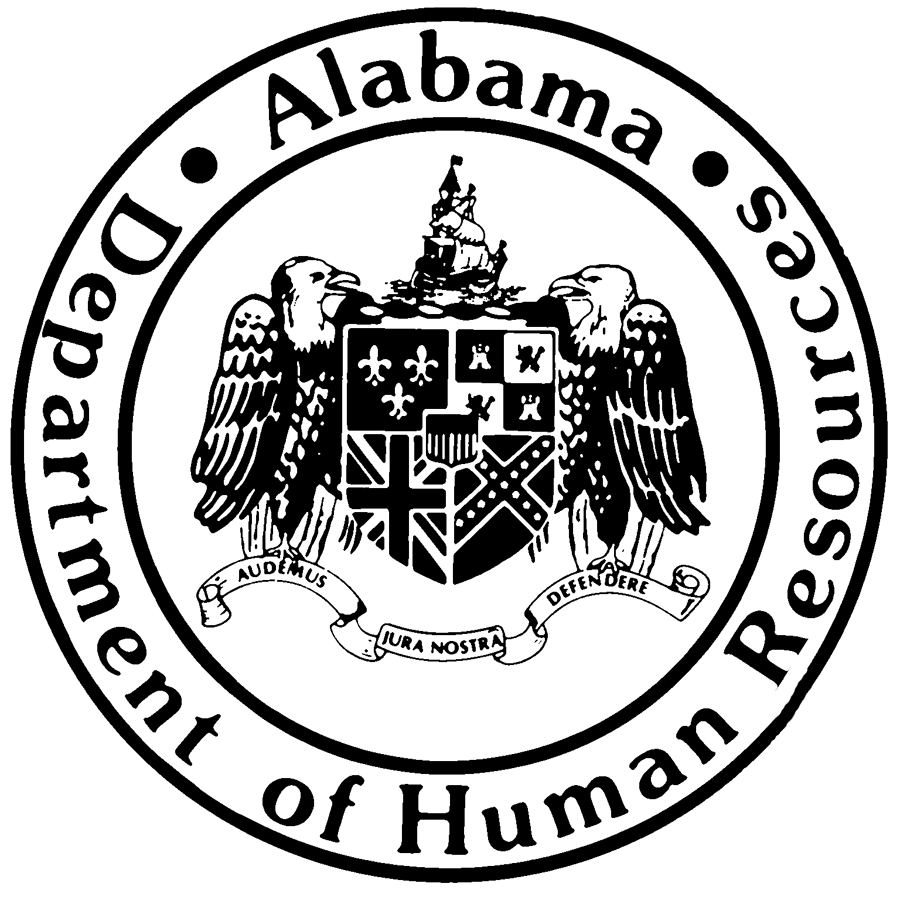 Alabama
• Department of Human Resources •
AUDEMUS
JURA NOSTRA
DEFENDERE